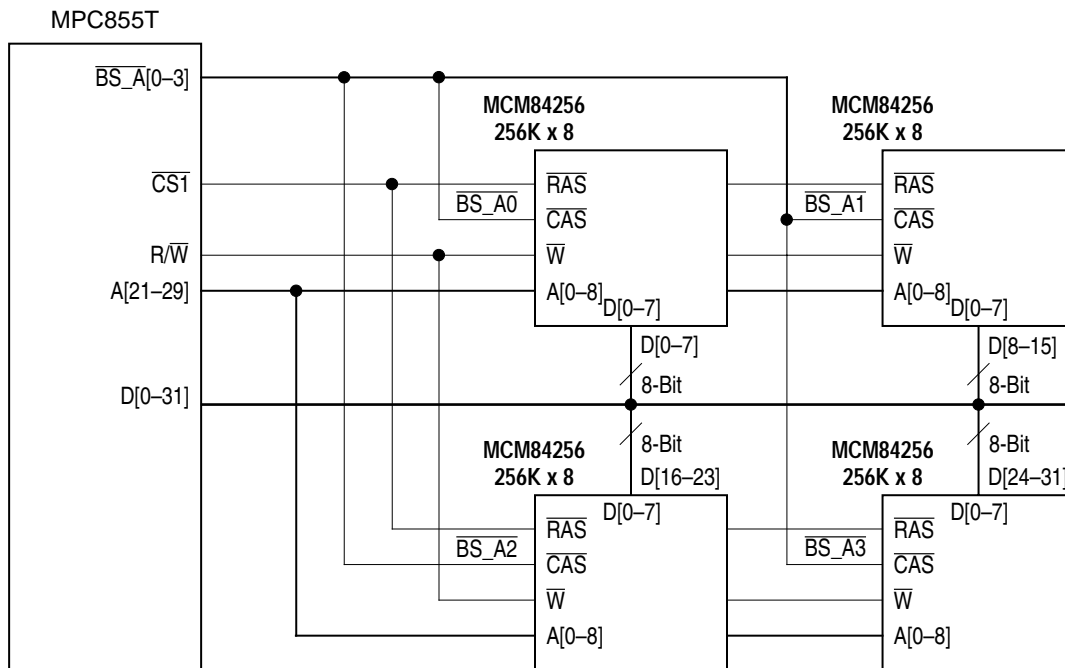 MPC855T
BS_A[0–3]
CS1
R/W
A[21–29]
D[0–31]
MCM84256
256K x 8
BS_A0
RAS
CAS
W
A[0–8]
D[0–7]
D[0–7]
8-Bit
MCM84256
256K x 8
BS_A1
RAS
CAS
W
A[0–8]
D[0–7]
D[8–15]
8-Bit
MCM84256
256K x 8
8-Bit
D[16–23]
D[0–7]
BS_A2
RAS
CAS
W
A[0–8]
MCM84256
256K x 8
8-Bit
D[24–31]
D[0–7]
BS_A3
RAS
CAS
W
A[0–8]